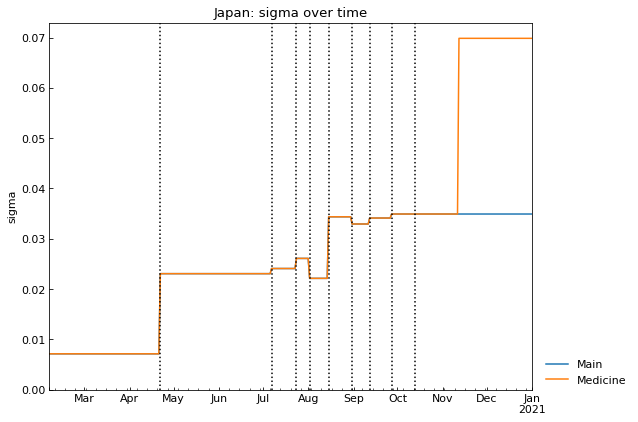 Japan: sigma over time
0.07
0.06
0.05
0.04
0.03
0.02
0.01
0.00
sigma
Mar Apr May Jun Jul Aug Sep Oct Nov Dec Jan
2021
Main
Medicine